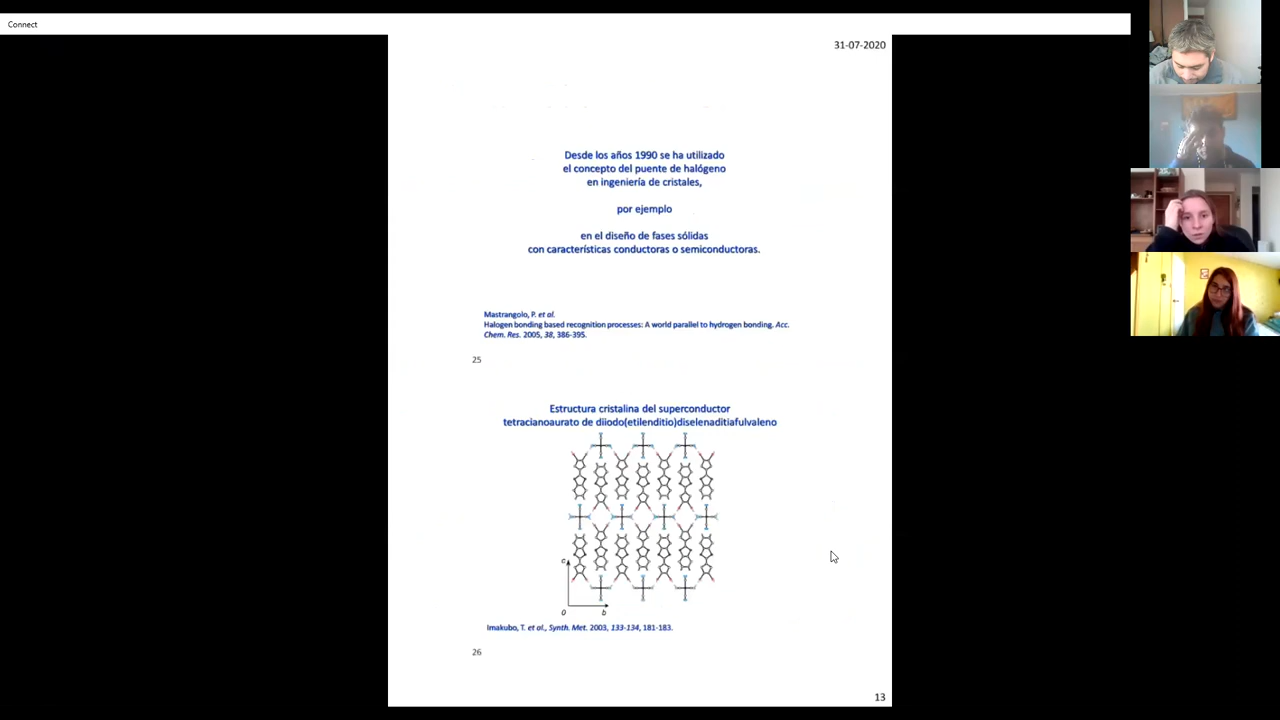 Connect
31-07-2020
Desde los años 1990 se ha utilizado
el concepto del puente de halógeno
en ingeniería de cristales,
por ejemplo
en el diseño de fases sólidas
con características conductoras o semiconductoras.
Mastrangolo, P. et al.
Halogen bonding based recognition processes: A world parallel to hydrogen bonding. Acc.
Chem. Res. 2005, 38, 386-395.
25
Estructura cristalina del superconductor
tetracianoaurato de diiodo(etilenditio)diselenaditiafulvaleno
c
0
b
Imakubo, T. et al., Synth. Met. 2003, 133-134, 181-183.
26
13